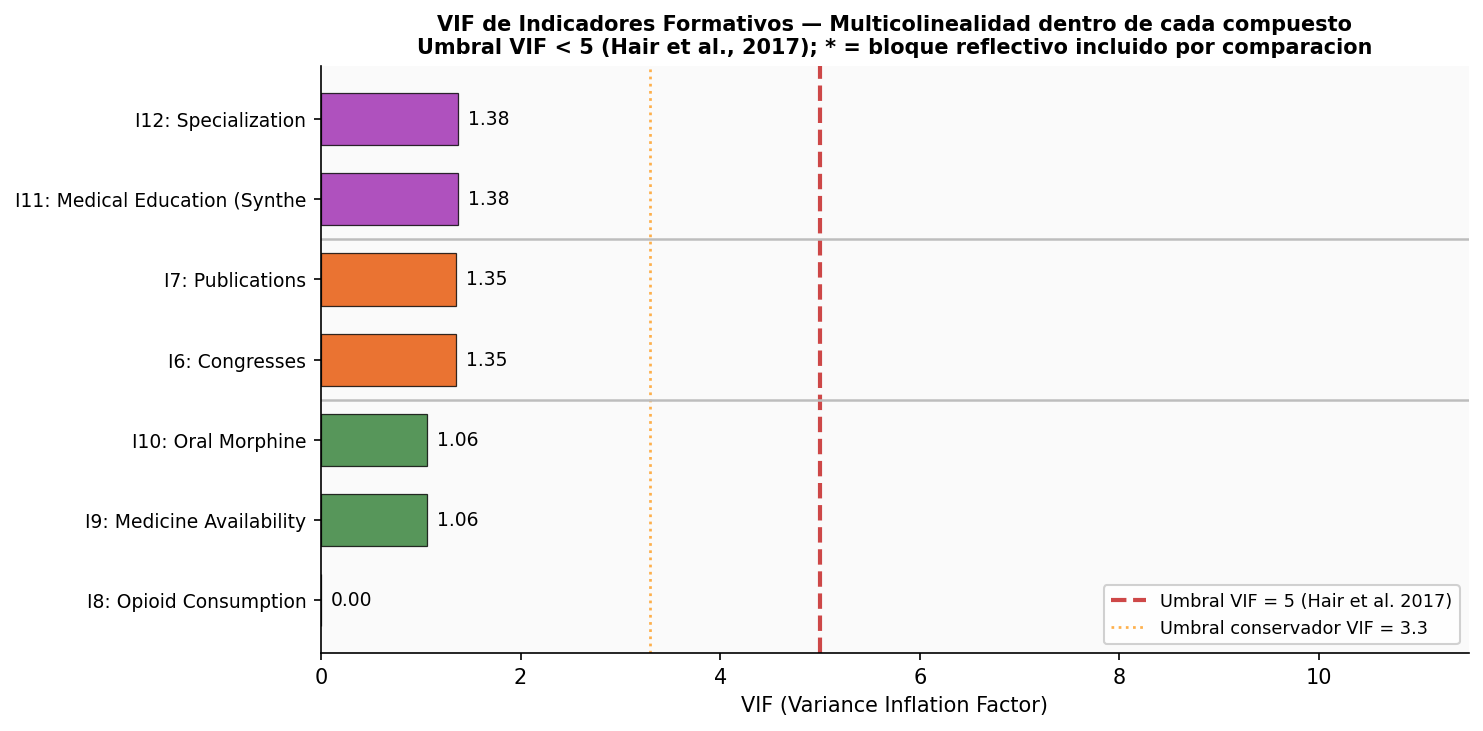 VIF de Indicadores Formativos — Multicolinealidad dentro de cada compuesto
Umbral VIF < 5 (Hair et al., 2017); * = bloque reflectivo incluido por comparacion
I12: Specialization
1.38
I11: Medical Education (Synthe
1.38
I7: Publications
1.35
I6: Congresses
1.35
I10: Oral Morphine
1.06
I9: Medicine Availability
1.06
I8: Opioid Consumption
0.00
Umbral VIF = 5 (Hair et al. 2017)
Umbral conservador VIF = 3.3
0 2 4 6 8 10
VIF (Variance Inflation Factor)